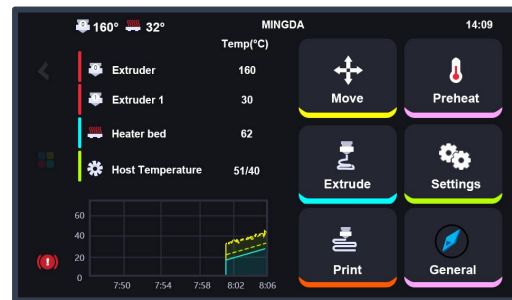 160° 32° MINGDA 14:09
Temp(°C)
Extruder 160
Extruder 1 30
Heater bed 62
Host Temperature 51/40
Move
Preheat
Extrude
Settings
Print
General
60
40
20
0
7:50 7:54 7:58 8:02 8:06